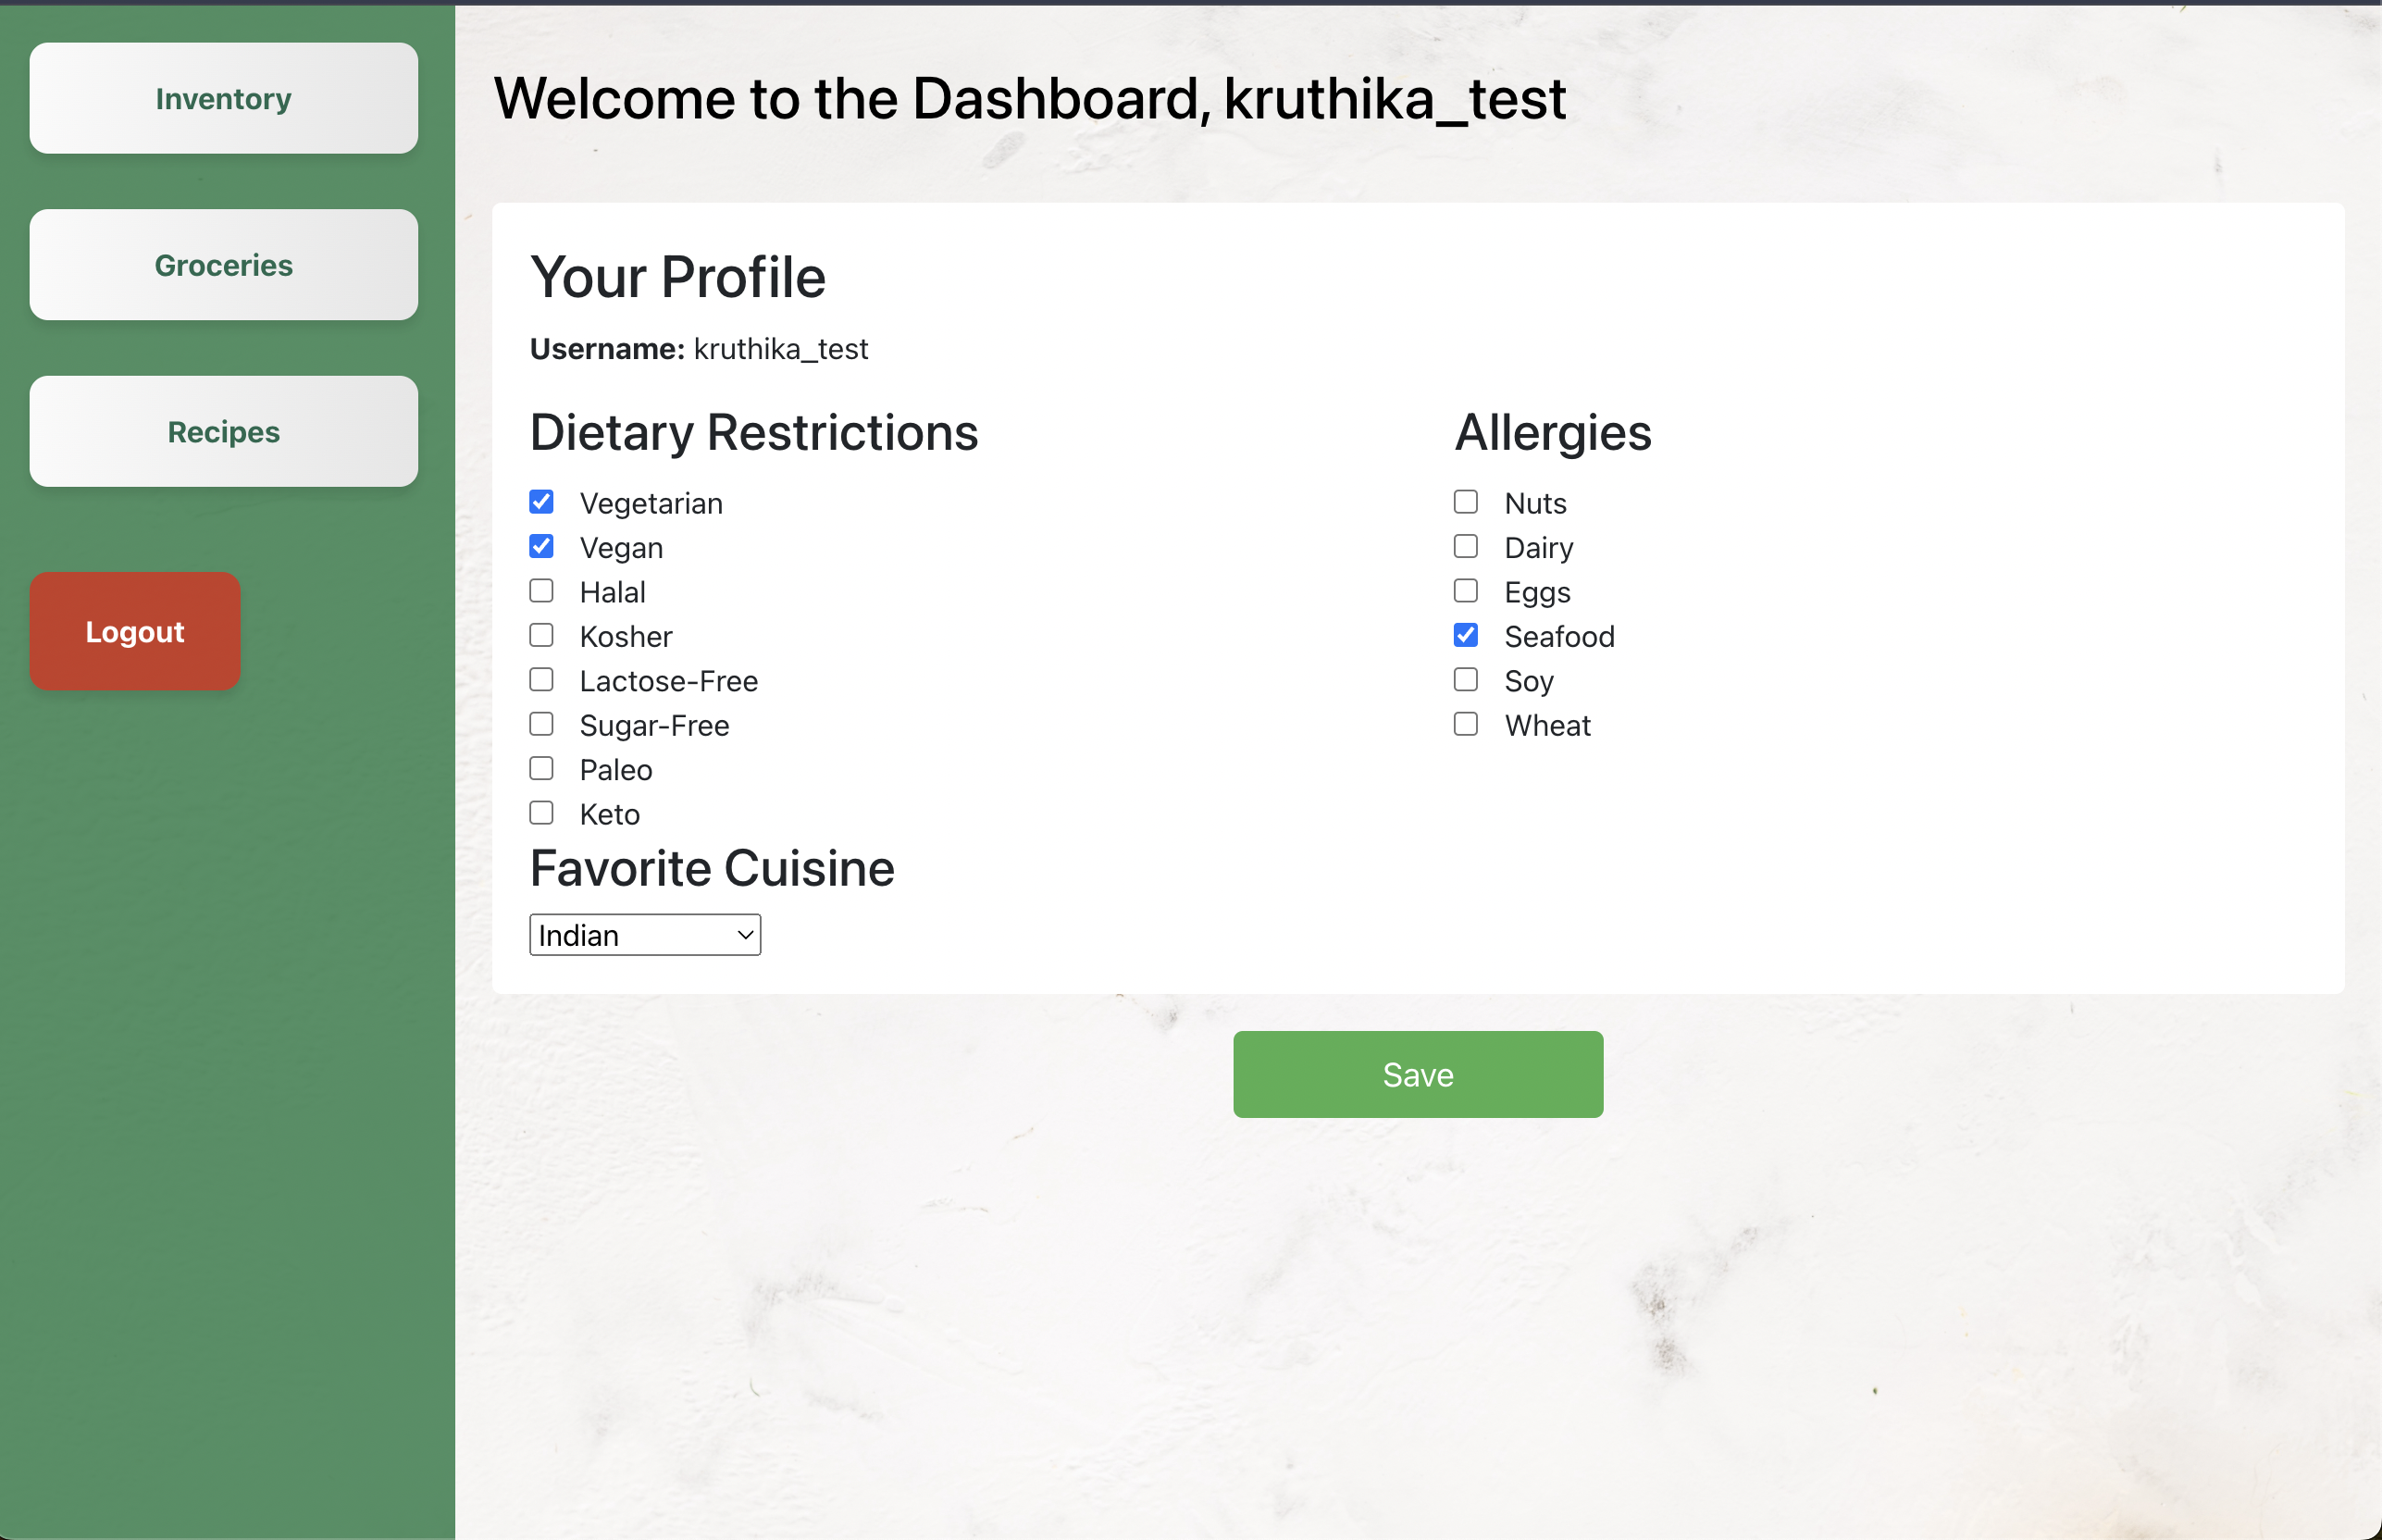 Inventory
Groceries
Recipes
Logout
Welcome to the Dashboard, kruthika_test
Your Profile
Username: kruthika_test
Dietary Restrictions
Vegetarian
Vegan
Halal
Kosher
Lactose-Free
Sugar-Free
Paleo
Keto
Allergies
Nuts
Dairy
Eggs
Seafood
Soy
Wheat
Favorite Cuisine
Indian
Save